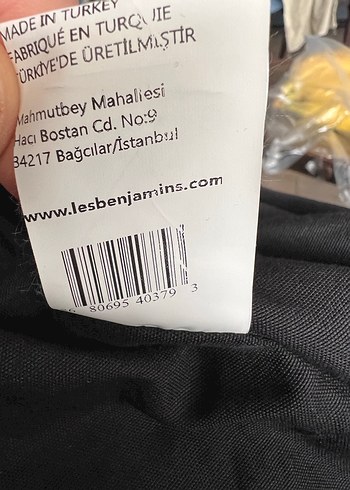 MADE IN TURKEY
FABRIQUÉ EN TURQUIE
TÜRKİYE'DE ÜRETİLMİŞTİR
Mahmutbey Mahallesi
Hacı Bostan Cd. No:9
34217 Bağcılar/İstanbul
www.lesbenjamins.com
80695 40379 3